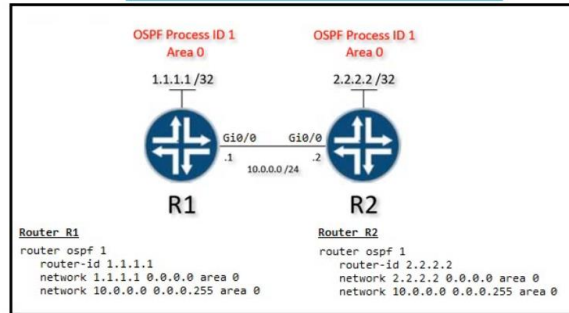 OSPF Process ID 1
Area 0
OSPF Process ID 1
Area 0
1.1.1.1 /32
2.2.2.2 /32
Gi0/0
Gi0/0
.1
.2
10.0.0.0 /24
R1
R2
Router R1
router ospf 1
router-id 1.1.1.1
network 1.1.1.1 0.0.0.0 area 0
network 10.0.0.0 0.0.0.255 area 0
Router R2
router ospf 1
router-id 2.2.2.2
network 2.2.2.2 0.0.0.0 area 0
network 10.0.0.0 0.0.0.255 area 0